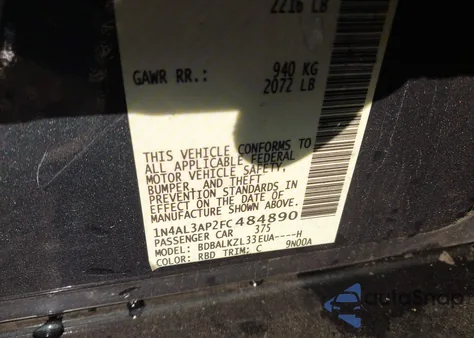 2216 LB
GAWR RR.: 940 KG
2072 LB
THIS VEHICLE CONFORMS TO
ALL APPLICABLE FEDERAL
MOTOR VEHICLE SAFETY,
BUMPER, AND THEFT
PREVENTION STANDARDS IN
EFFECT ON THE DATE OF
MANUFACTURE SHOWN ABOVE.
1N4AL3AP2FC484890
PASSENGER CAR 375
MODEL: BDBALKZL33EUA----H
COLOR: RBD TRIM: C 9N00A
autoSnap